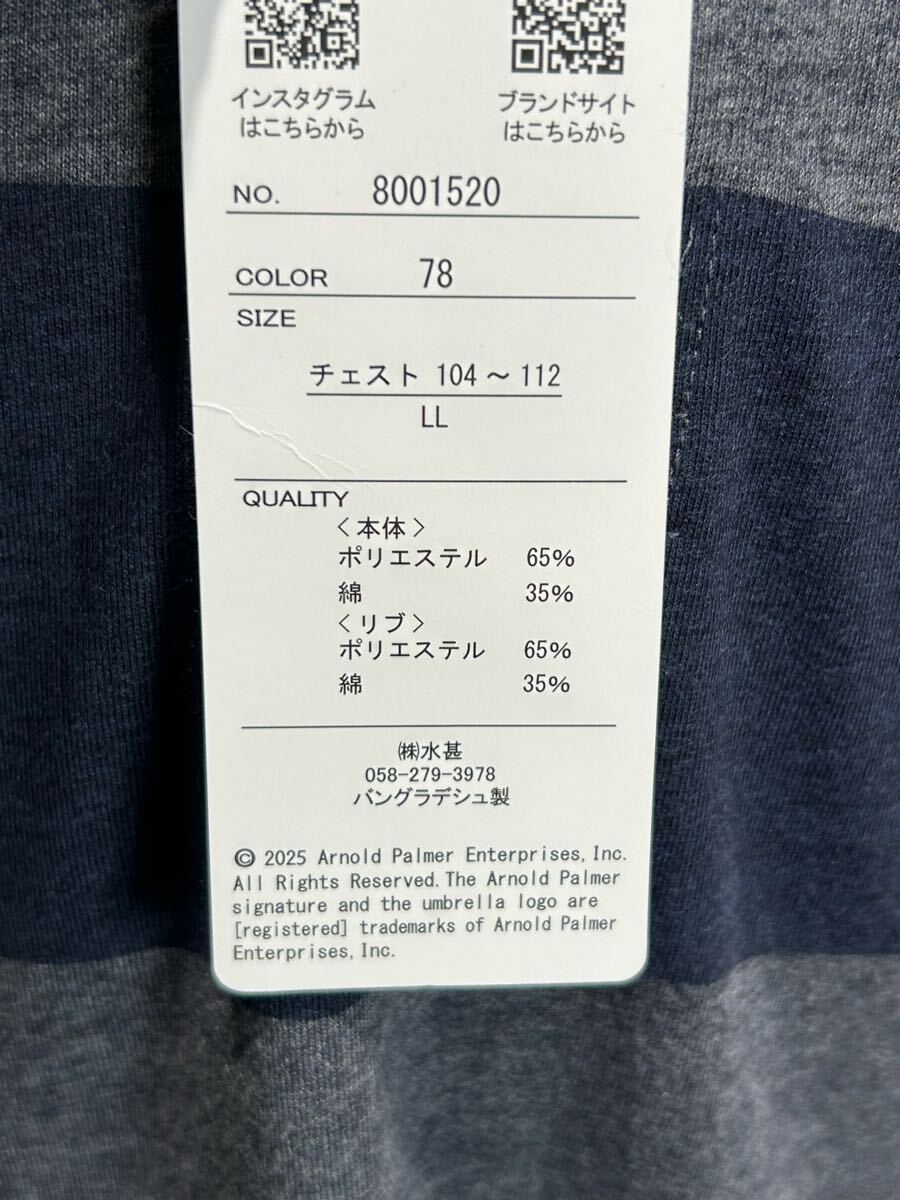 インスタグラム
はこちらから
ブランドサイト
はこちらから
NO. 8001520
COLOR 78
SIZE
チェスト 104～112
LL
QUALITY
＜本体＞
ポリエステル 65%
綿 35%
＜リブ＞
ポリエステル 65%
綿 35%
㈱水甚
058-279-3978
バングラデシュ製
© 2025 Arnold Palmer Enterprises, Inc.
All Rights Reserved. The Arnold Palmer
signature and the umbrella logo are
[registered] trademarks of Arnold Palmer
Enterprises, Inc.